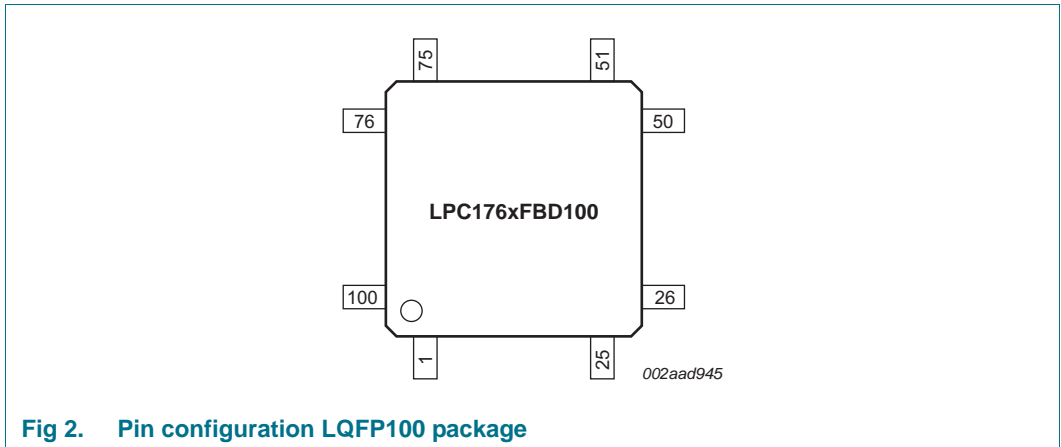 75 51
76 50
LPC176xFBD100
100 26
1 25
002aad945
Fig 2. Pin configuration LQFP100 package